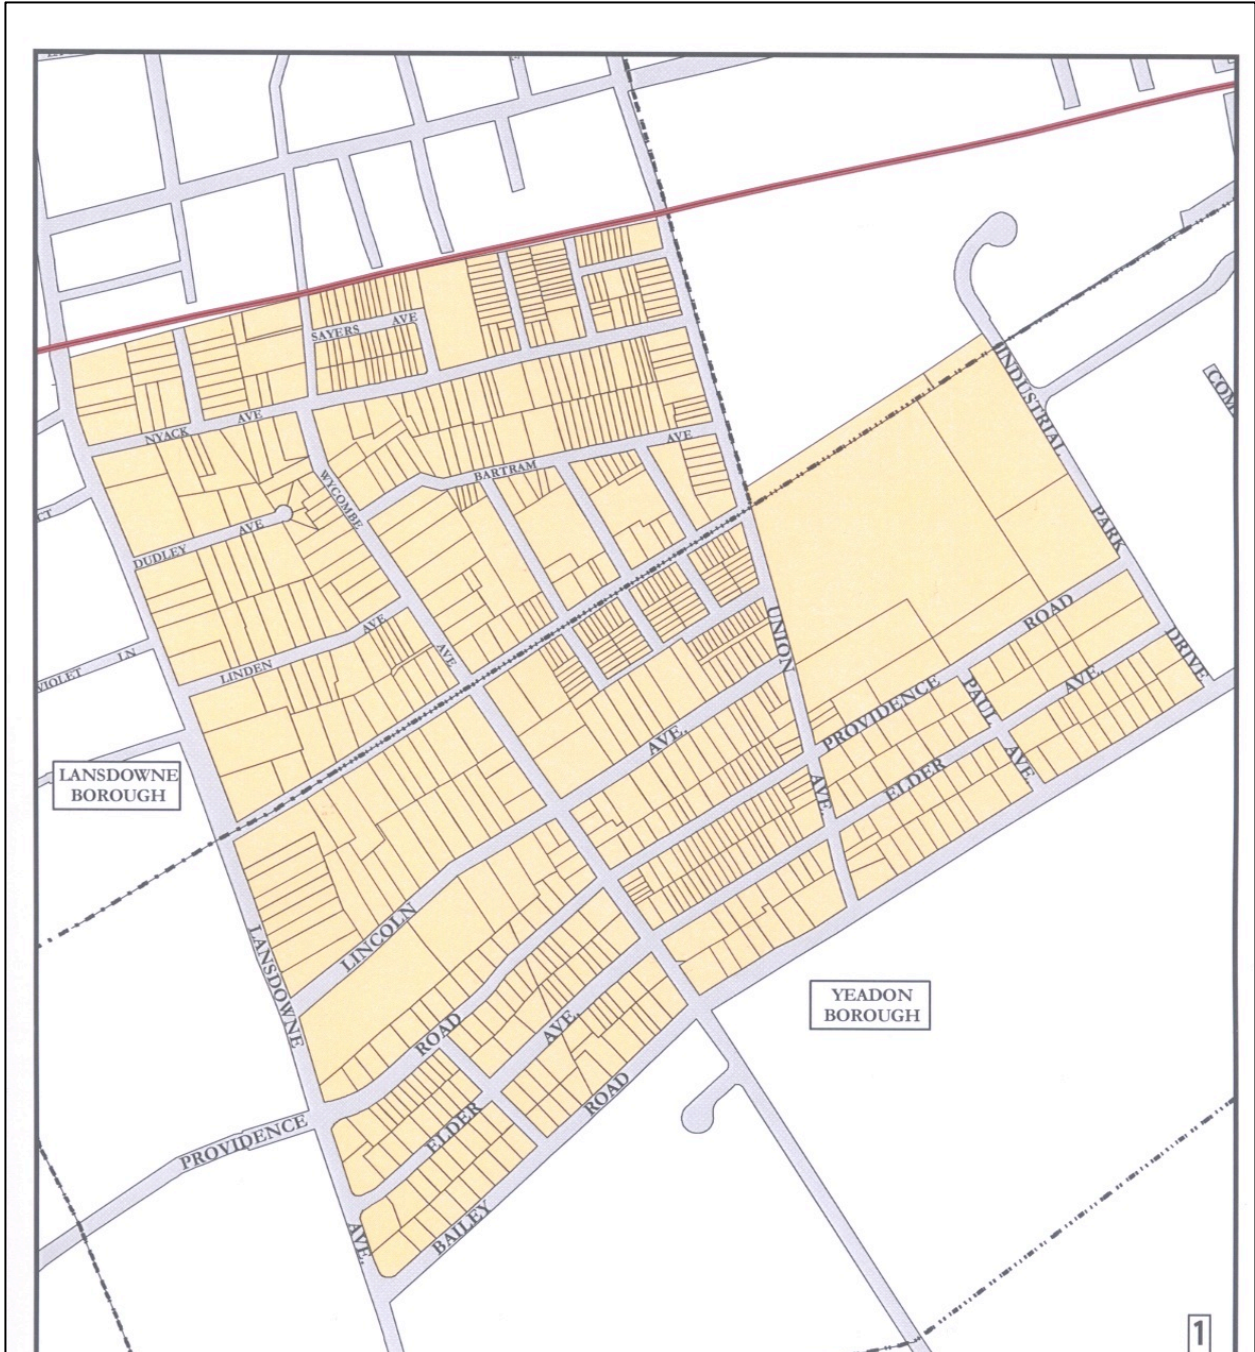 SAYERS AVE
NYACK AVE
BARTRAM AVE
WYCOMBE AVE
DUDLEY AVE
LINDEN AVE
VIOLET LN
CT
INDUSTRIAL PARK DRIVE
COM
UNION AVE.
PROVIDENCE ROAD
PAUL AVE
ELDER AVE.
LINCOLN AVE.
LANSDOWNE
BOROUGH
LANSDOWNE AVE.
YEADON
BOROUGH
PROVIDENCE ROAD
ELDER AVE.
BAILEY ROAD
1